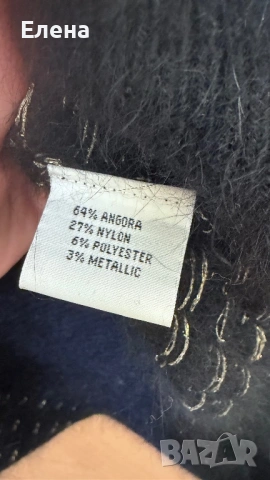 Елена
64% ANGORA
27% NYLON
6% POLYESTER
3% METALLIC
BAZAR